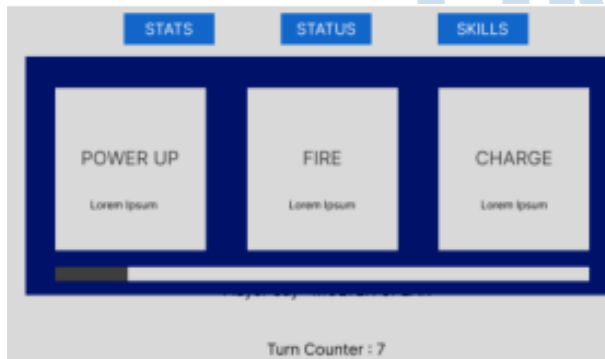 STATS STATUS SKILLS
POWER UP FIRE CHARGE
Lorem Ipsum Lorem Ipsum Lorem Ipsum
Turn Counter : 7